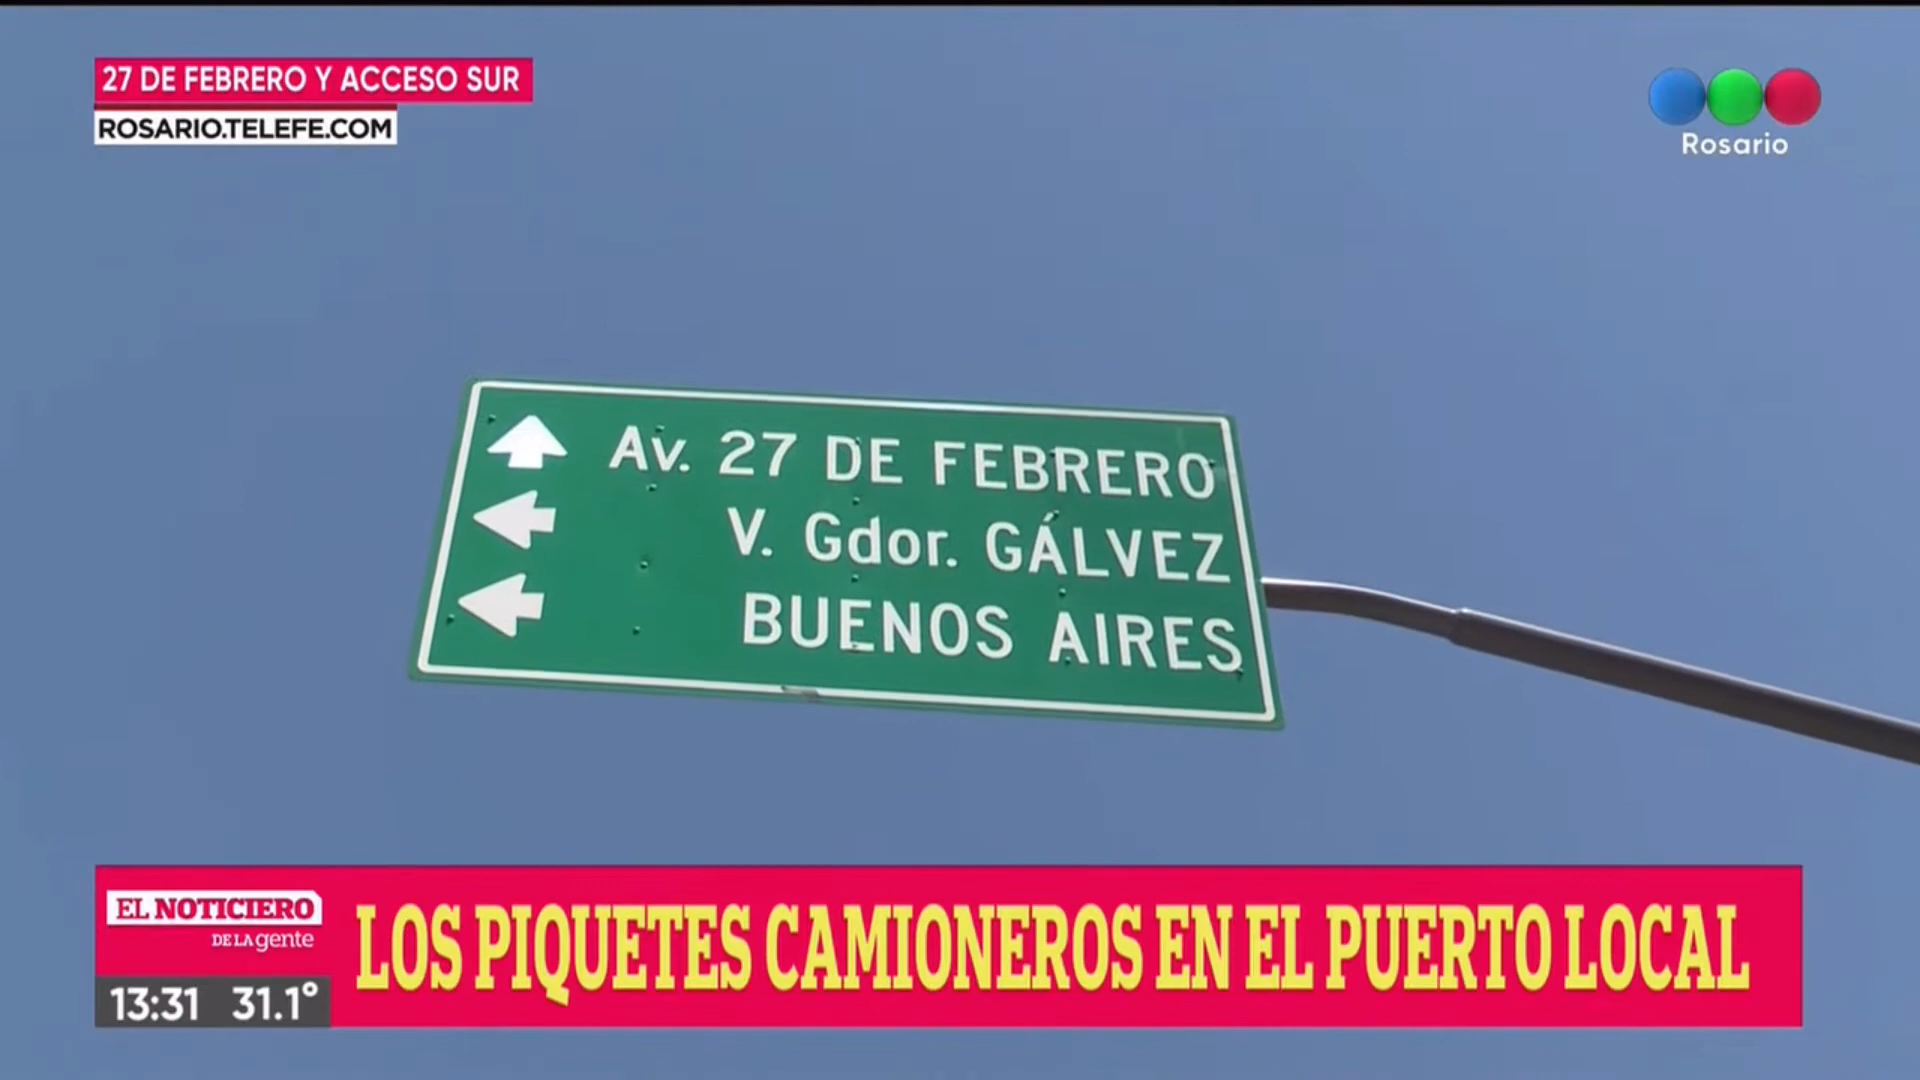 27 DE FEBRERO Y ACCESO SUR
ROSARIO.TELEFE.COM
Rosario
Av. 27 DE FEBRERO
V. Gdor. GÁLVEZ
BUENOS AIRES
EL NOTICIERO
DE LA gente
LOS PIQUETES CAMIONEROS EN EL PUERTO LOCAL
13:31 31.1°